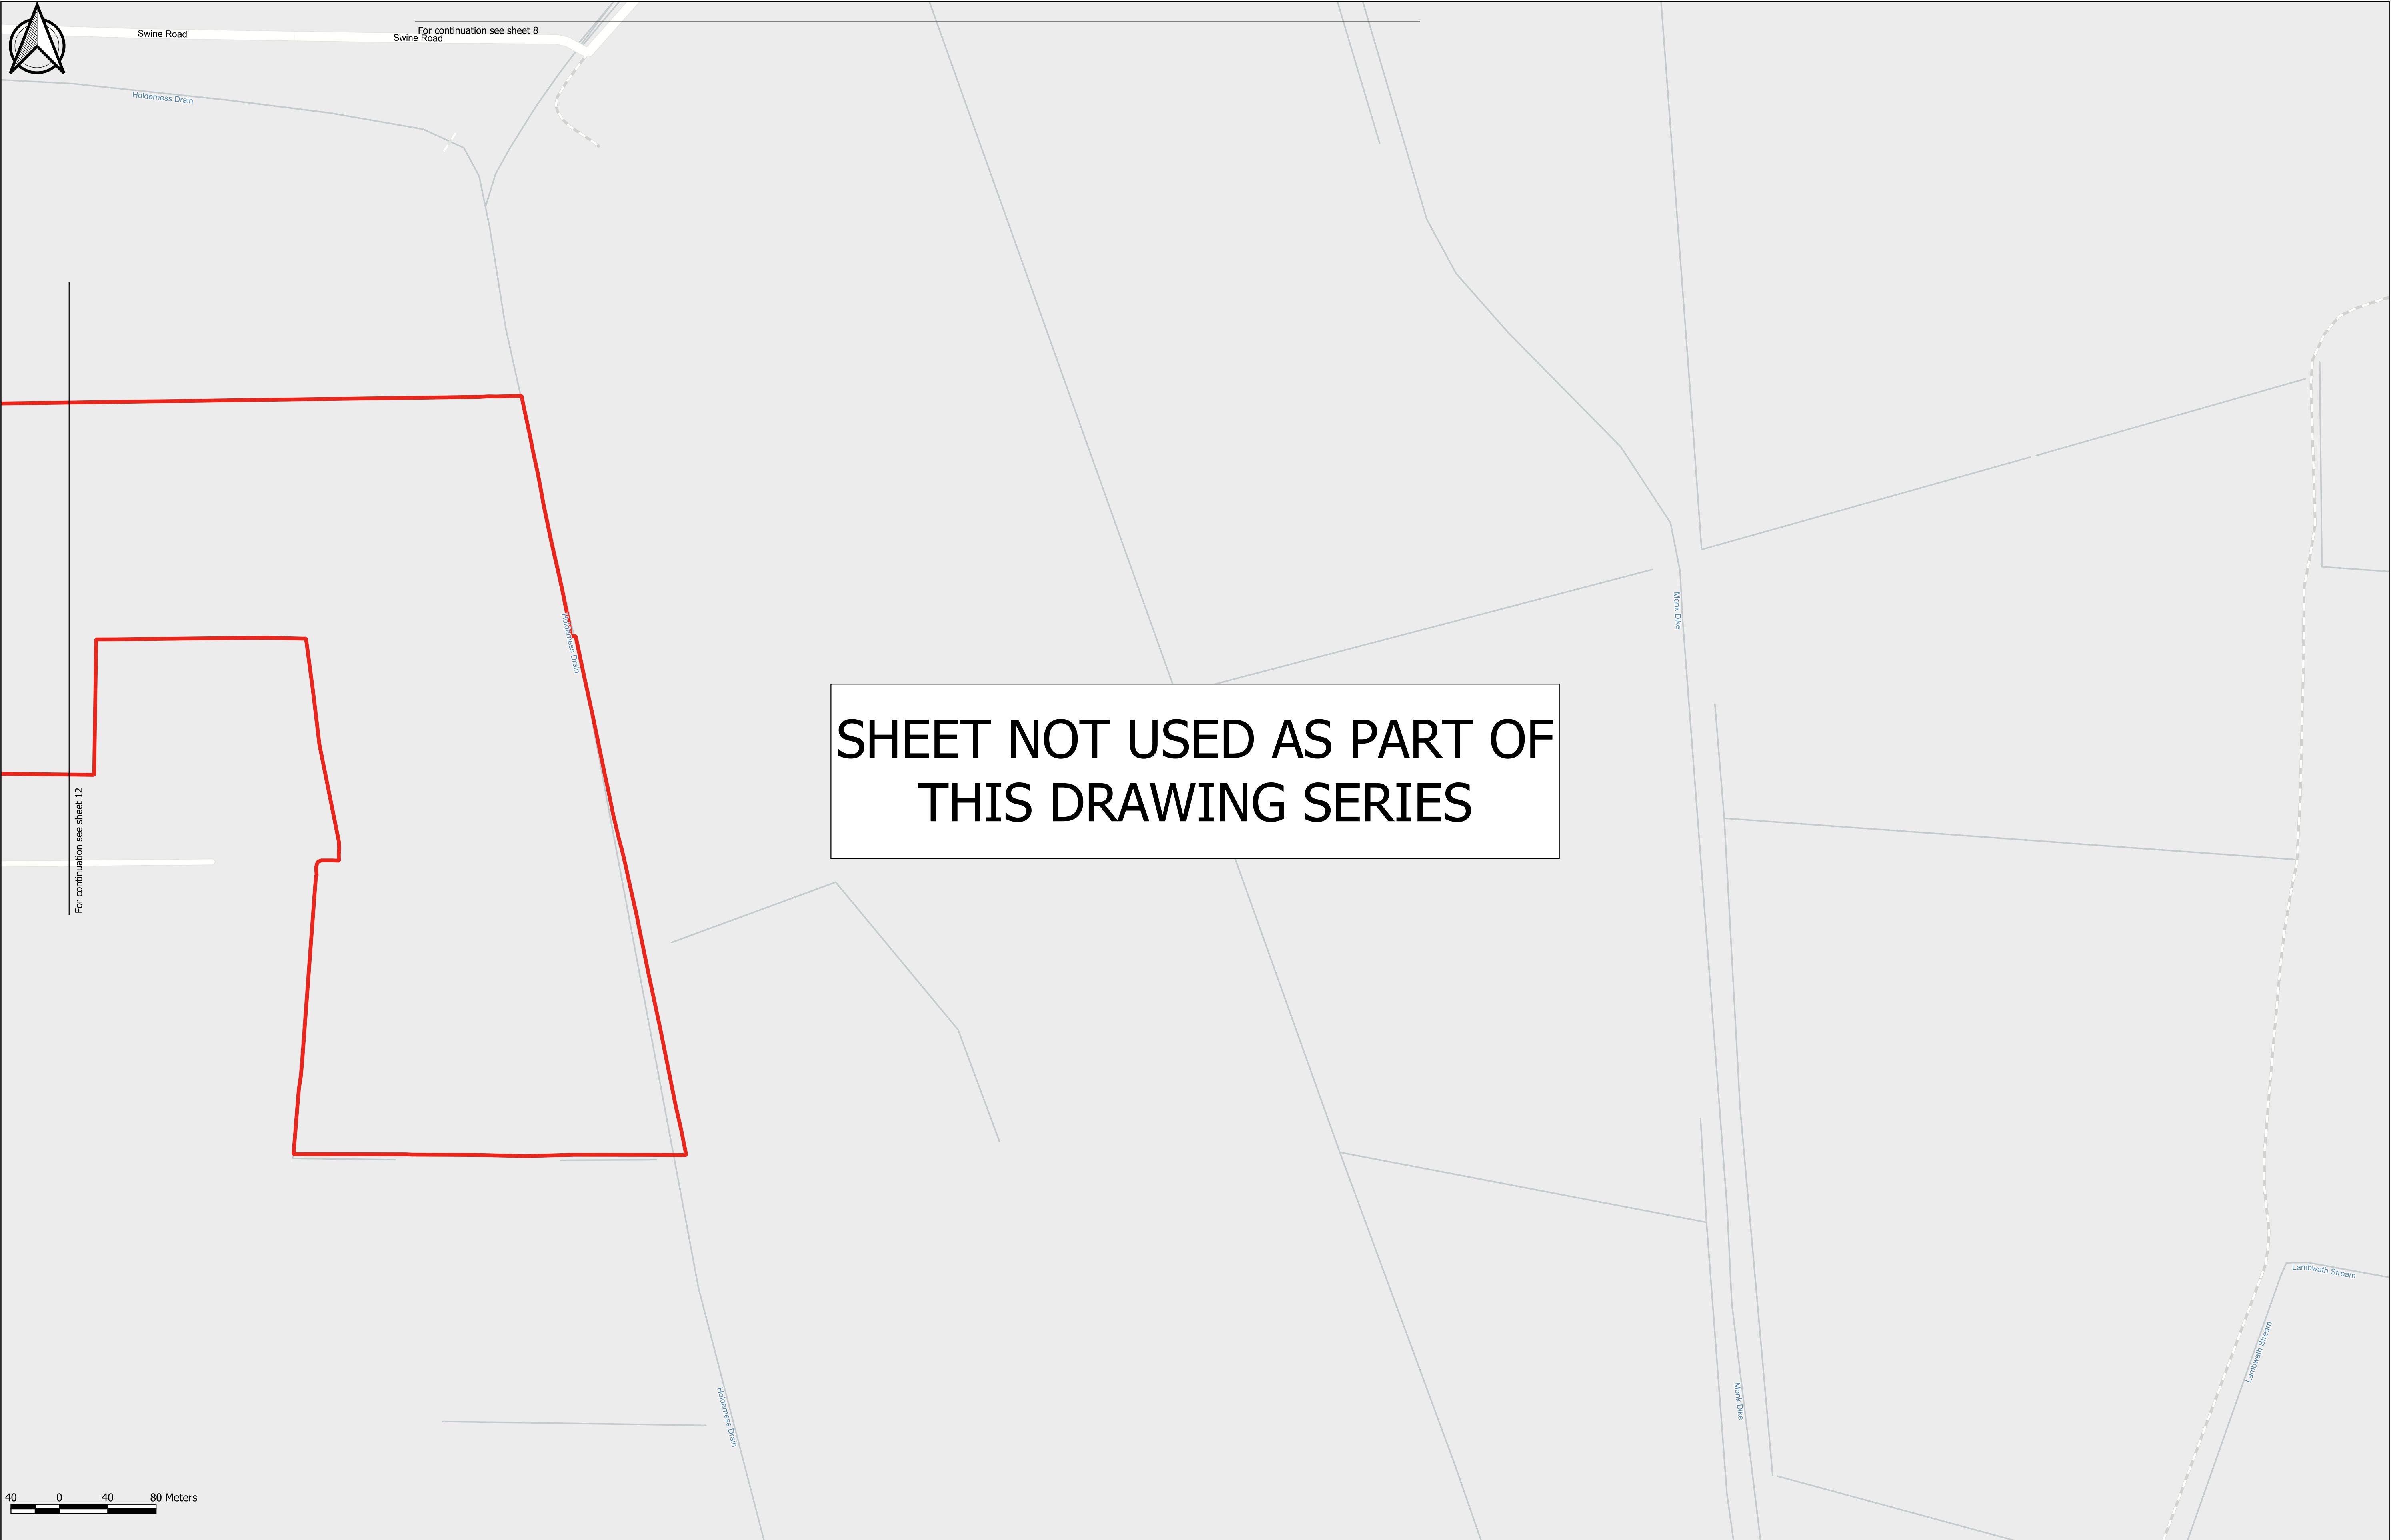 For continuation see sheet 8
Swine Road
Swine Road
Holderness Drain
Holderness Drain
Monk Dike
SHEET NOT USED AS PART OF
THIS DRAWING SERIES
For continuation see sheet 12
Lambwath Stream
Lambwath Stream
Holderness Drain
Monk Dike
40 0 40 80 Meters